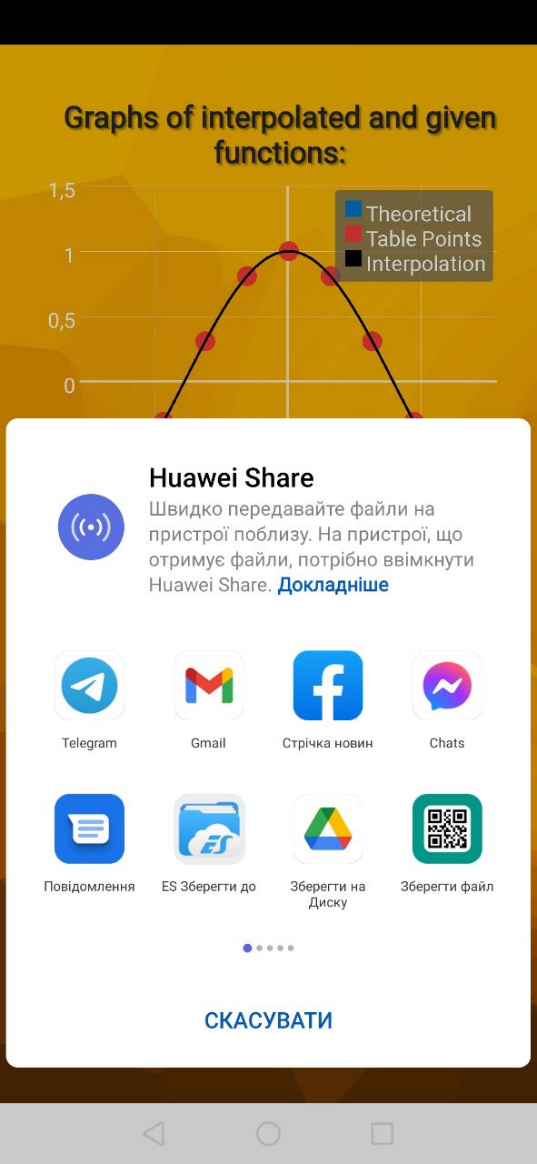 Graphs of interpolated and given
functions:
1,5
Theoretical
Table Points
Interpolation
1
0,5
0
Huawei Share
Швидко передавайте файли на
пристрої поблизу. На пристрої, що
отримує файли, потрібно ввімкнути
Huawei Share. Докладніше
Telegram
Gmail
Стрічка новин
Chats
Повідомлення
ES Зберегти до
Зберегти на
Диску
Зберегти файл
СКАСУВАТИ